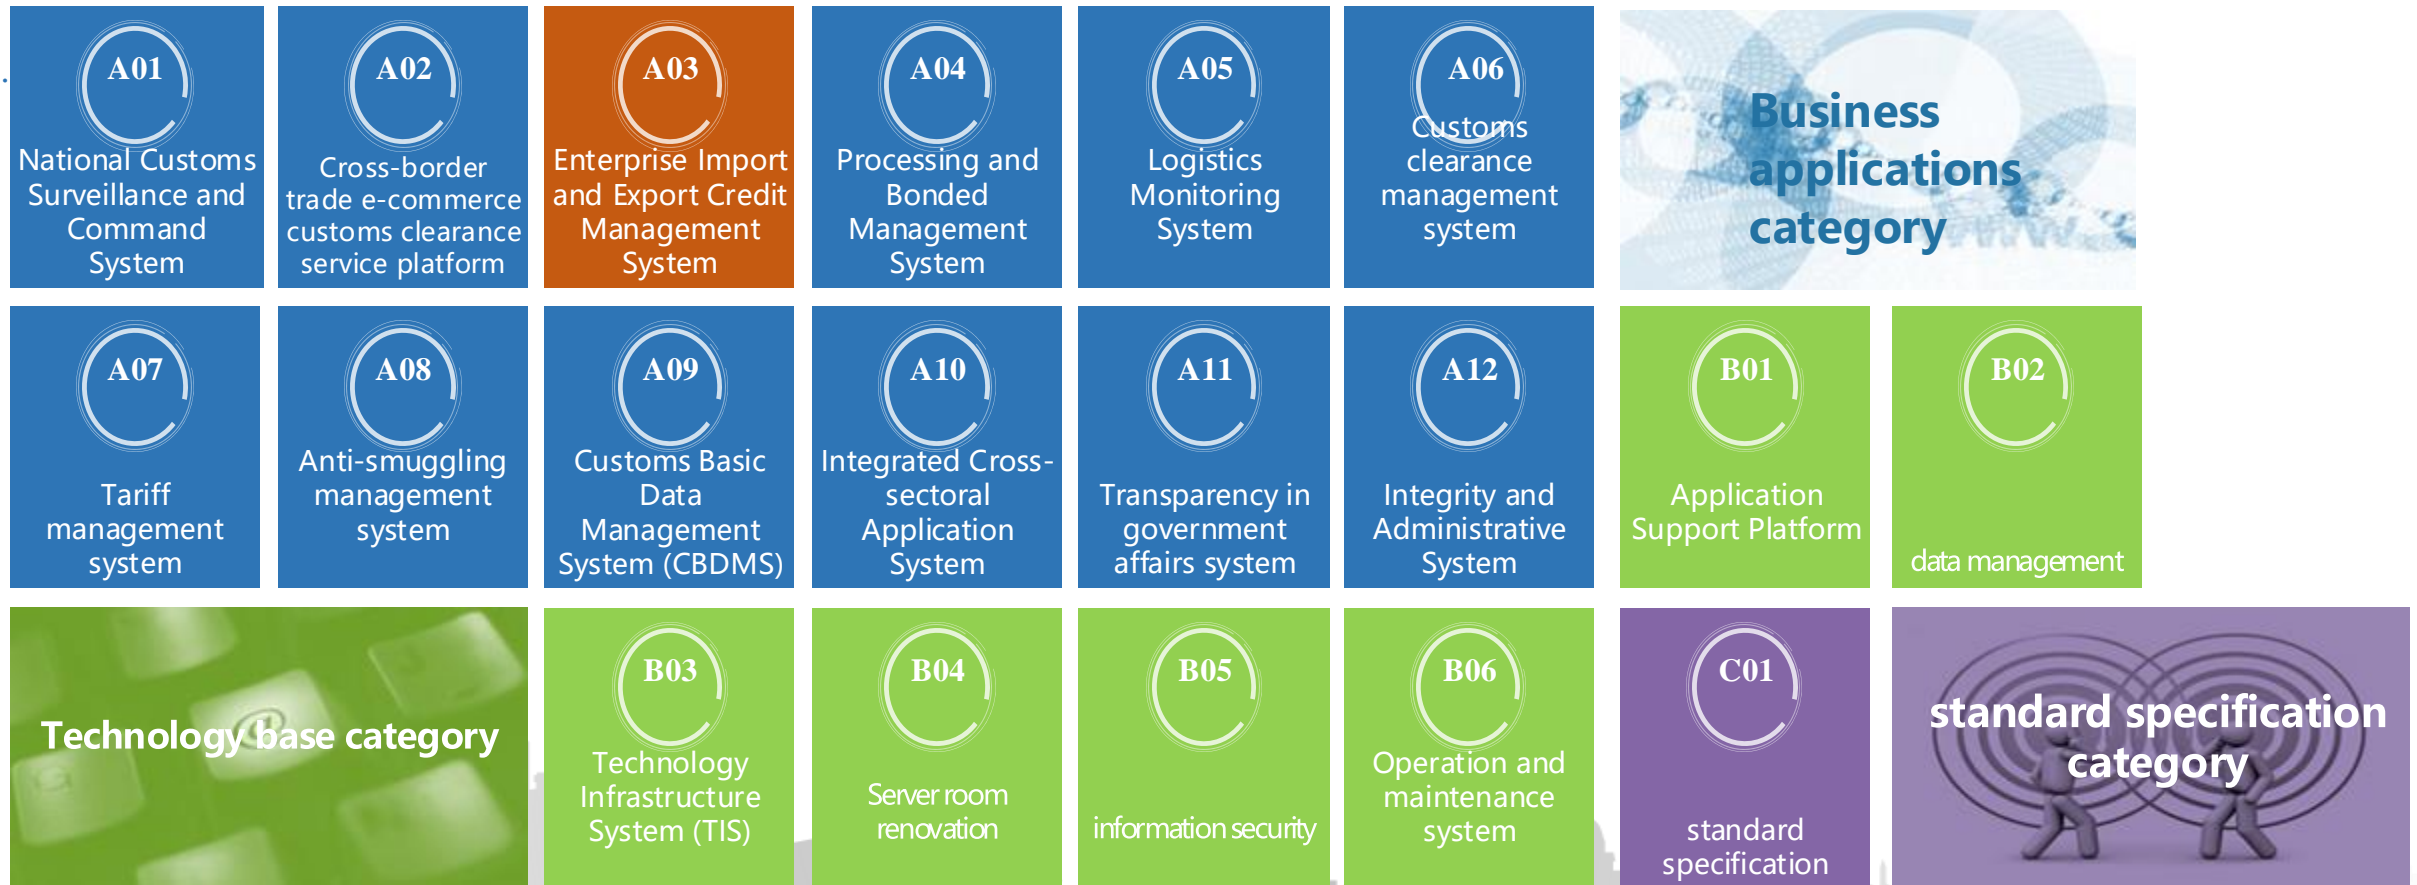 A01
National Customs
Surveillance and
Command
System
A02
Cross-border
trade e-commerce
customs clearance
service platform
A03
Enterprise Import
and Export Credit
Management
System
A04
Processing and
Bonded
Management
System
A05
Logistics
Monitoring
System
A06
Customs
clearance
management
system
Business
applications
category
A07
Tariff
management
system
A08
Anti-smuggling
management
system
A09
Customs Basic
Data
Management
System (CBDMS)
A10
Integrated Cross-
sectoral
Application
System
A11
Transparency in
government
affairs system
A12
Integrity and
Administrative
System
B01
Application
Support Platform
B02
data management
Technology base category
B03
Technology
Infrastructure
System (TIS)
B04
Server room
renovation
B05
information security
B06
Operation and
maintenance
system
C01
standard
specification
standard specification
category